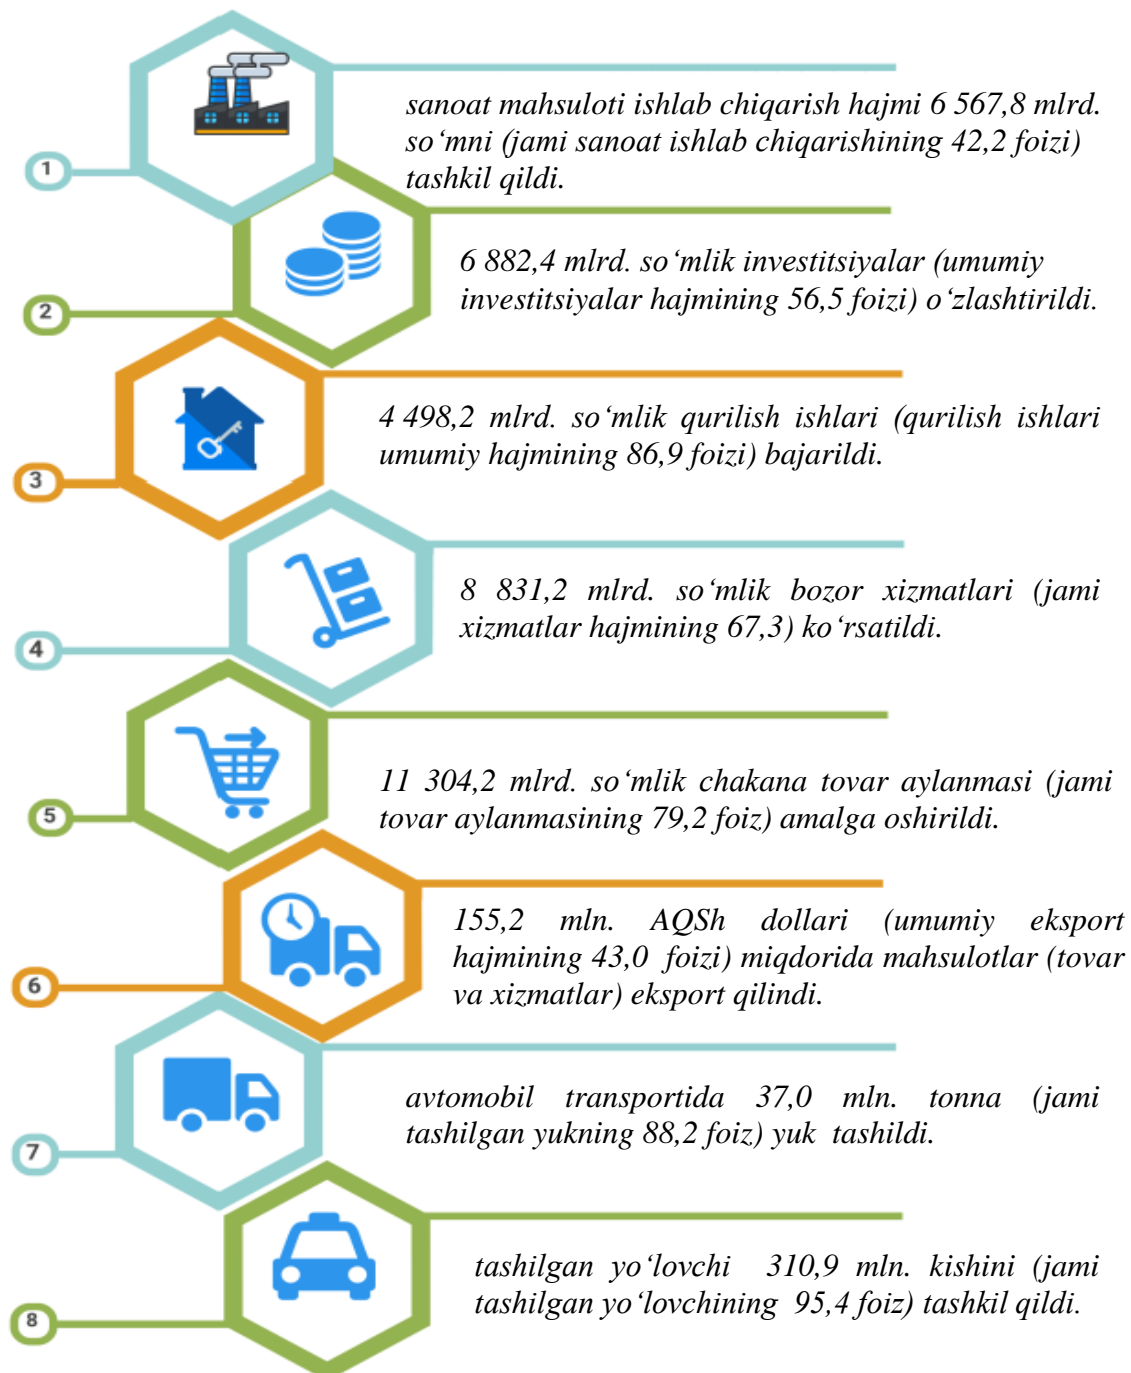 1
sanoat mahsuloti ishlab chiqarish hajmi 6 567,8 mlrd.
so‘mni (jami sanoat ishlab chiqarishining 42,2 foizi)
tashkil qildi.
2
6 882,4 mlrd. so‘mlik investitsiyalar (umumiy
investitsiyalar hajmining 56,5 foizi) o‘zlashtirildi.
3
4 498,2 mlrd. so‘mlik qurilish ishlari (qurilish ishlari
umumiy hajmining 86,9 foizi) bajarildi.
4
8 831,2 mlrd. so‘mlik bozor xizmatlari (jami
xizmatlar hajmining 67,3) ko‘rsatildi.
5
11 304,2 mlrd. so‘mlik chakana tovar aylanmasi (jami
tovar aylanmasining 79,2 foiz) amalga oshirildi.
6
155,2 mln. AQSh dollari (umumiy eksport
hajmining 43,0 foizi) miqdorida mahsulotlar (tovar
va xizmatlar) eksport qilindi.
7
avtomobil transportida 37,0 mln. tonna (jami
tashilgan yukning 88,2 foiz) yuk tashildi.
8
tashilgan yo‘lovchi 310,9 mln. kishini (jami
tashilgan yo‘lovchining 95,4 foiz) tashkil qildi.